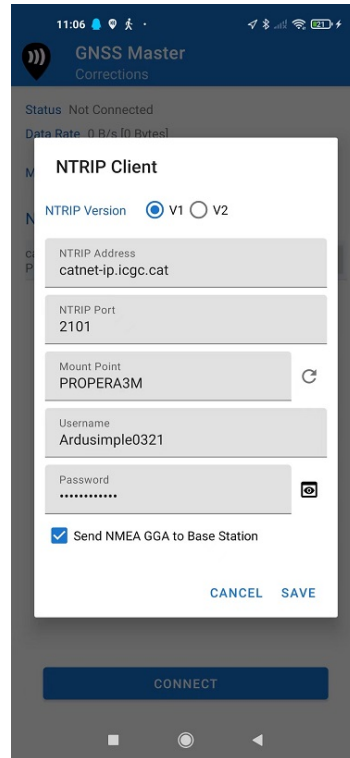 11:06
21
GNSS Master
Corrections
Status Not Connected
Data Rate 0 B/s [0 Bytes]
M
NTRIP Client
N
NTRIP Version V1 V2
c
P
NTRIP Address
catnet-ip.icgc.cat
NTRIP Port
2101
Mount Point
PROPERA3M
Username
Ardusimple0321
Password
••••••••••••
Send NMEA GGA to Base Station
CANCEL SAVE
CONNECT